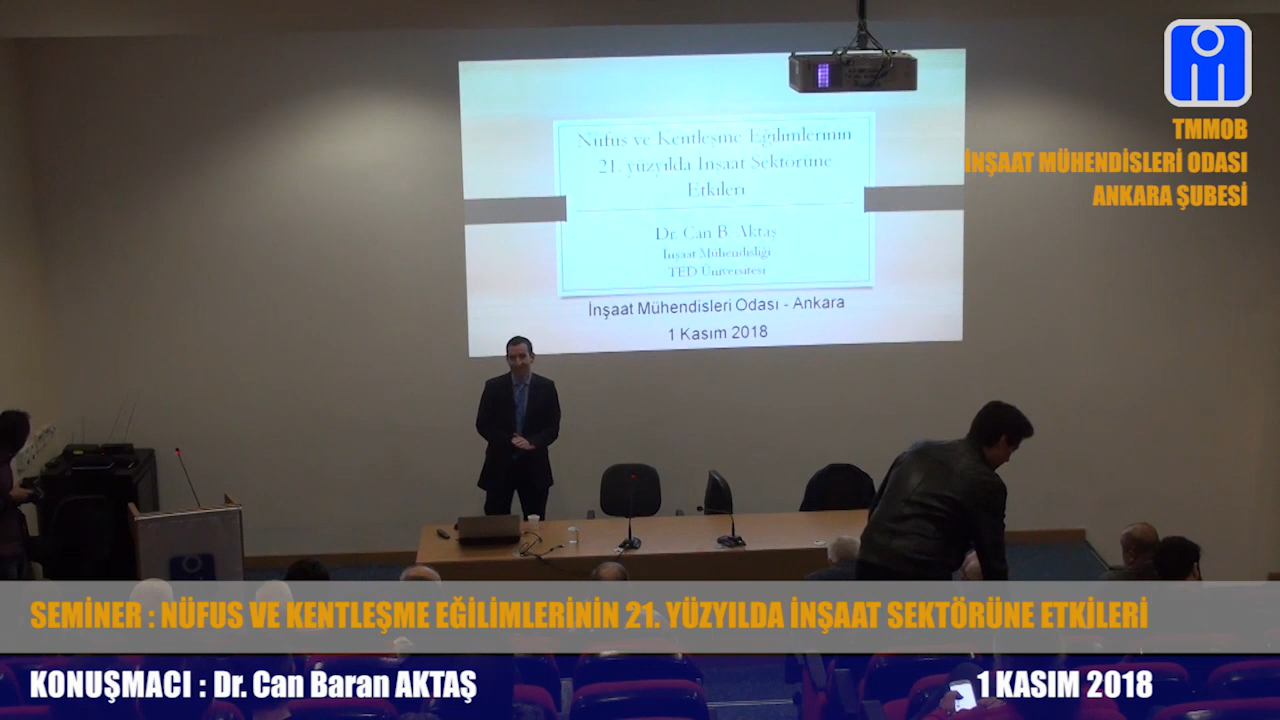 Nüfus ve Kentleşme Eğilimlerinin
21. yüzyılda İnşaat Sektörüne
Etkileri
Dr. Can B. Aktaş
İnşaat Mühendisliği
TED Üniversitesi
İnşaat Mühendisleri Odası - Ankara
1 Kasım 2018
TMMOB
İNŞAAT MÜHENDİSLERİ ODASI
ANKARA ŞUBESİ
SEMİNER : NÜFUS VE KENTLEŞME EĞİLİMLERİNİN 21. YÜZYILDA İNŞAAT SEKTÖRÜNE ETKİLERİ
KONUŞMACI : Dr. Can Baran AKTAŞ
1 KASIM 2018